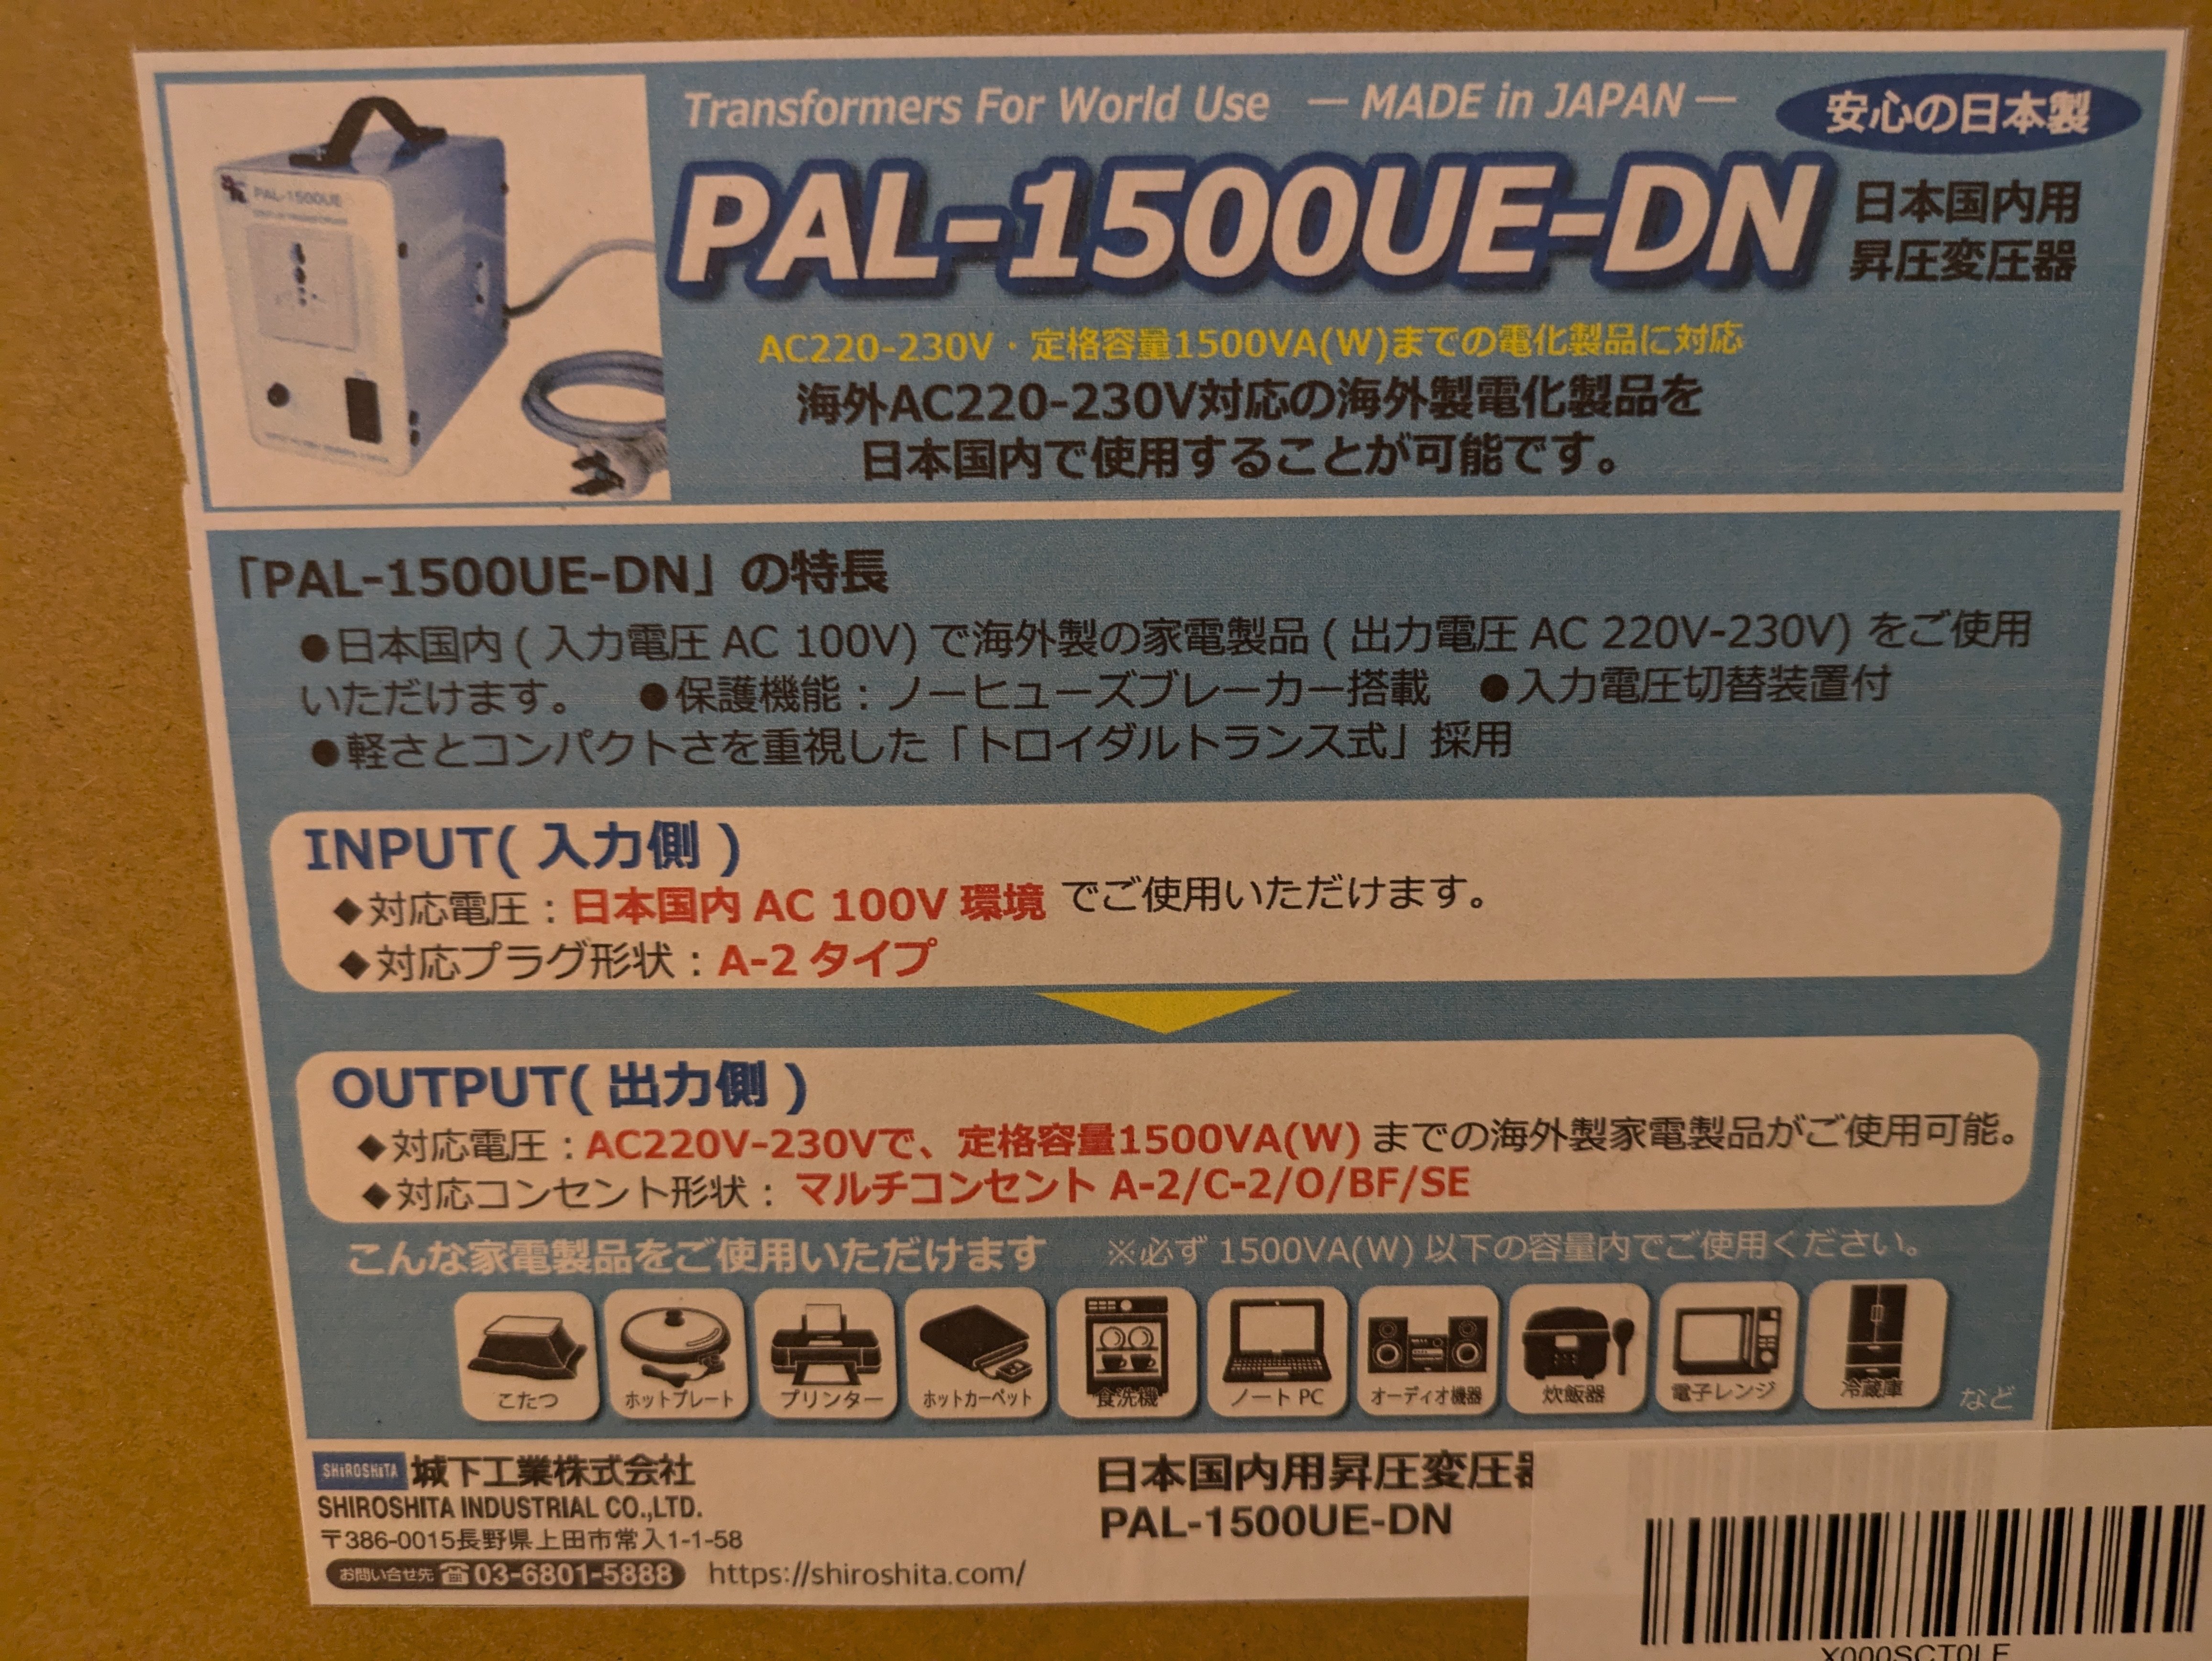 Transformers For World Use — MADE in JAPAN —
安心の日本製
PAL-1500UE
PAL-1500UE-DN
日本国内用
昇圧変圧器
AC220-230V・定格容量1500VA(W)までの電化製品に対応
海外AC220-230V対応の海外製電化製品を
日本国内で使用することが可能です。
「PAL-1500UE-DN」の特長
●日本国内(入力電圧 AC 100V)で海外製の家電製品(出力電圧 AC 220V-230V)をご使用
いただけます。 ●保護機能：ノーヒューズブレーカー搭載 ●入力電圧切替装置付
●軽さとコンパクトさを重視した「トロイダルトランス式」採用
INPUT(入力側)
◆対応電圧：日本国内 AC 100V 環境 でご使用いただけます。
◆対応プラグ形状：A-2 タイプ
OUTPUT(出力側)
◆対応電圧：AC220V-230Vで、定格容量1500VA(W)までの海外製家電製品がご使用可能。
◆対応コンセント形状：マルチコンセント A-2/C-2/O/BF/SE
こんな家電製品をご使用いただけます ※必ず 1500VA(W)以下の容量内でご使用ください。
こたつ ホットプレート プリンター ホットカーペット 食洗機 ノート PC オーディオ機器 炊飯器 電子レンジ 冷蔵庫 など
SHiROSHiTA 城下工業株式会社
SHIROSHITA INDUSTRIAL CO.,LTD.
〒386-0015長野県上田市常入1-1-58
お問い合せ先 ☎03-6801-5888 https://shiroshita.com/
日本国内用昇圧変圧器
PAL-1500UE-DN
X000SCT0LF